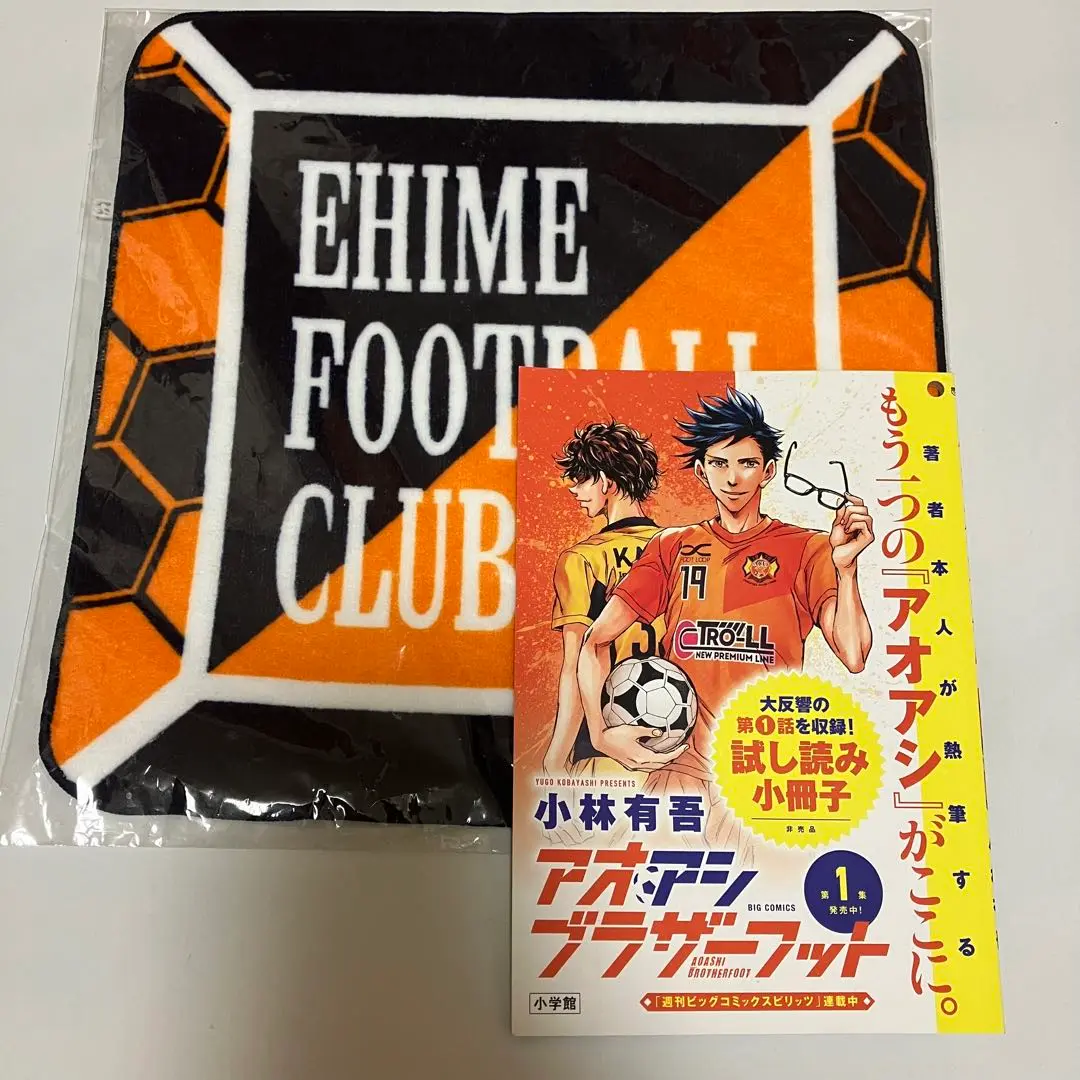 EHIME
FOOTBALL
CLUB
もう一つの『アオアシ』がここに。
著者本人が熱筆する
FOOT LOOP
19
TRO-LL
NEW PREMIUM LINE
大反響の
第1話を収録!
試し読み
小冊子
非売品
YUGO KOBAYASHI PRESENTS
小林有吾
アオアシ
ブラザーフット
BIG COMICS
AOASHI
BROTHERFOOT
第1集
発売中!
小学館
「週刊ビッグコミックスピリッツ」連載中